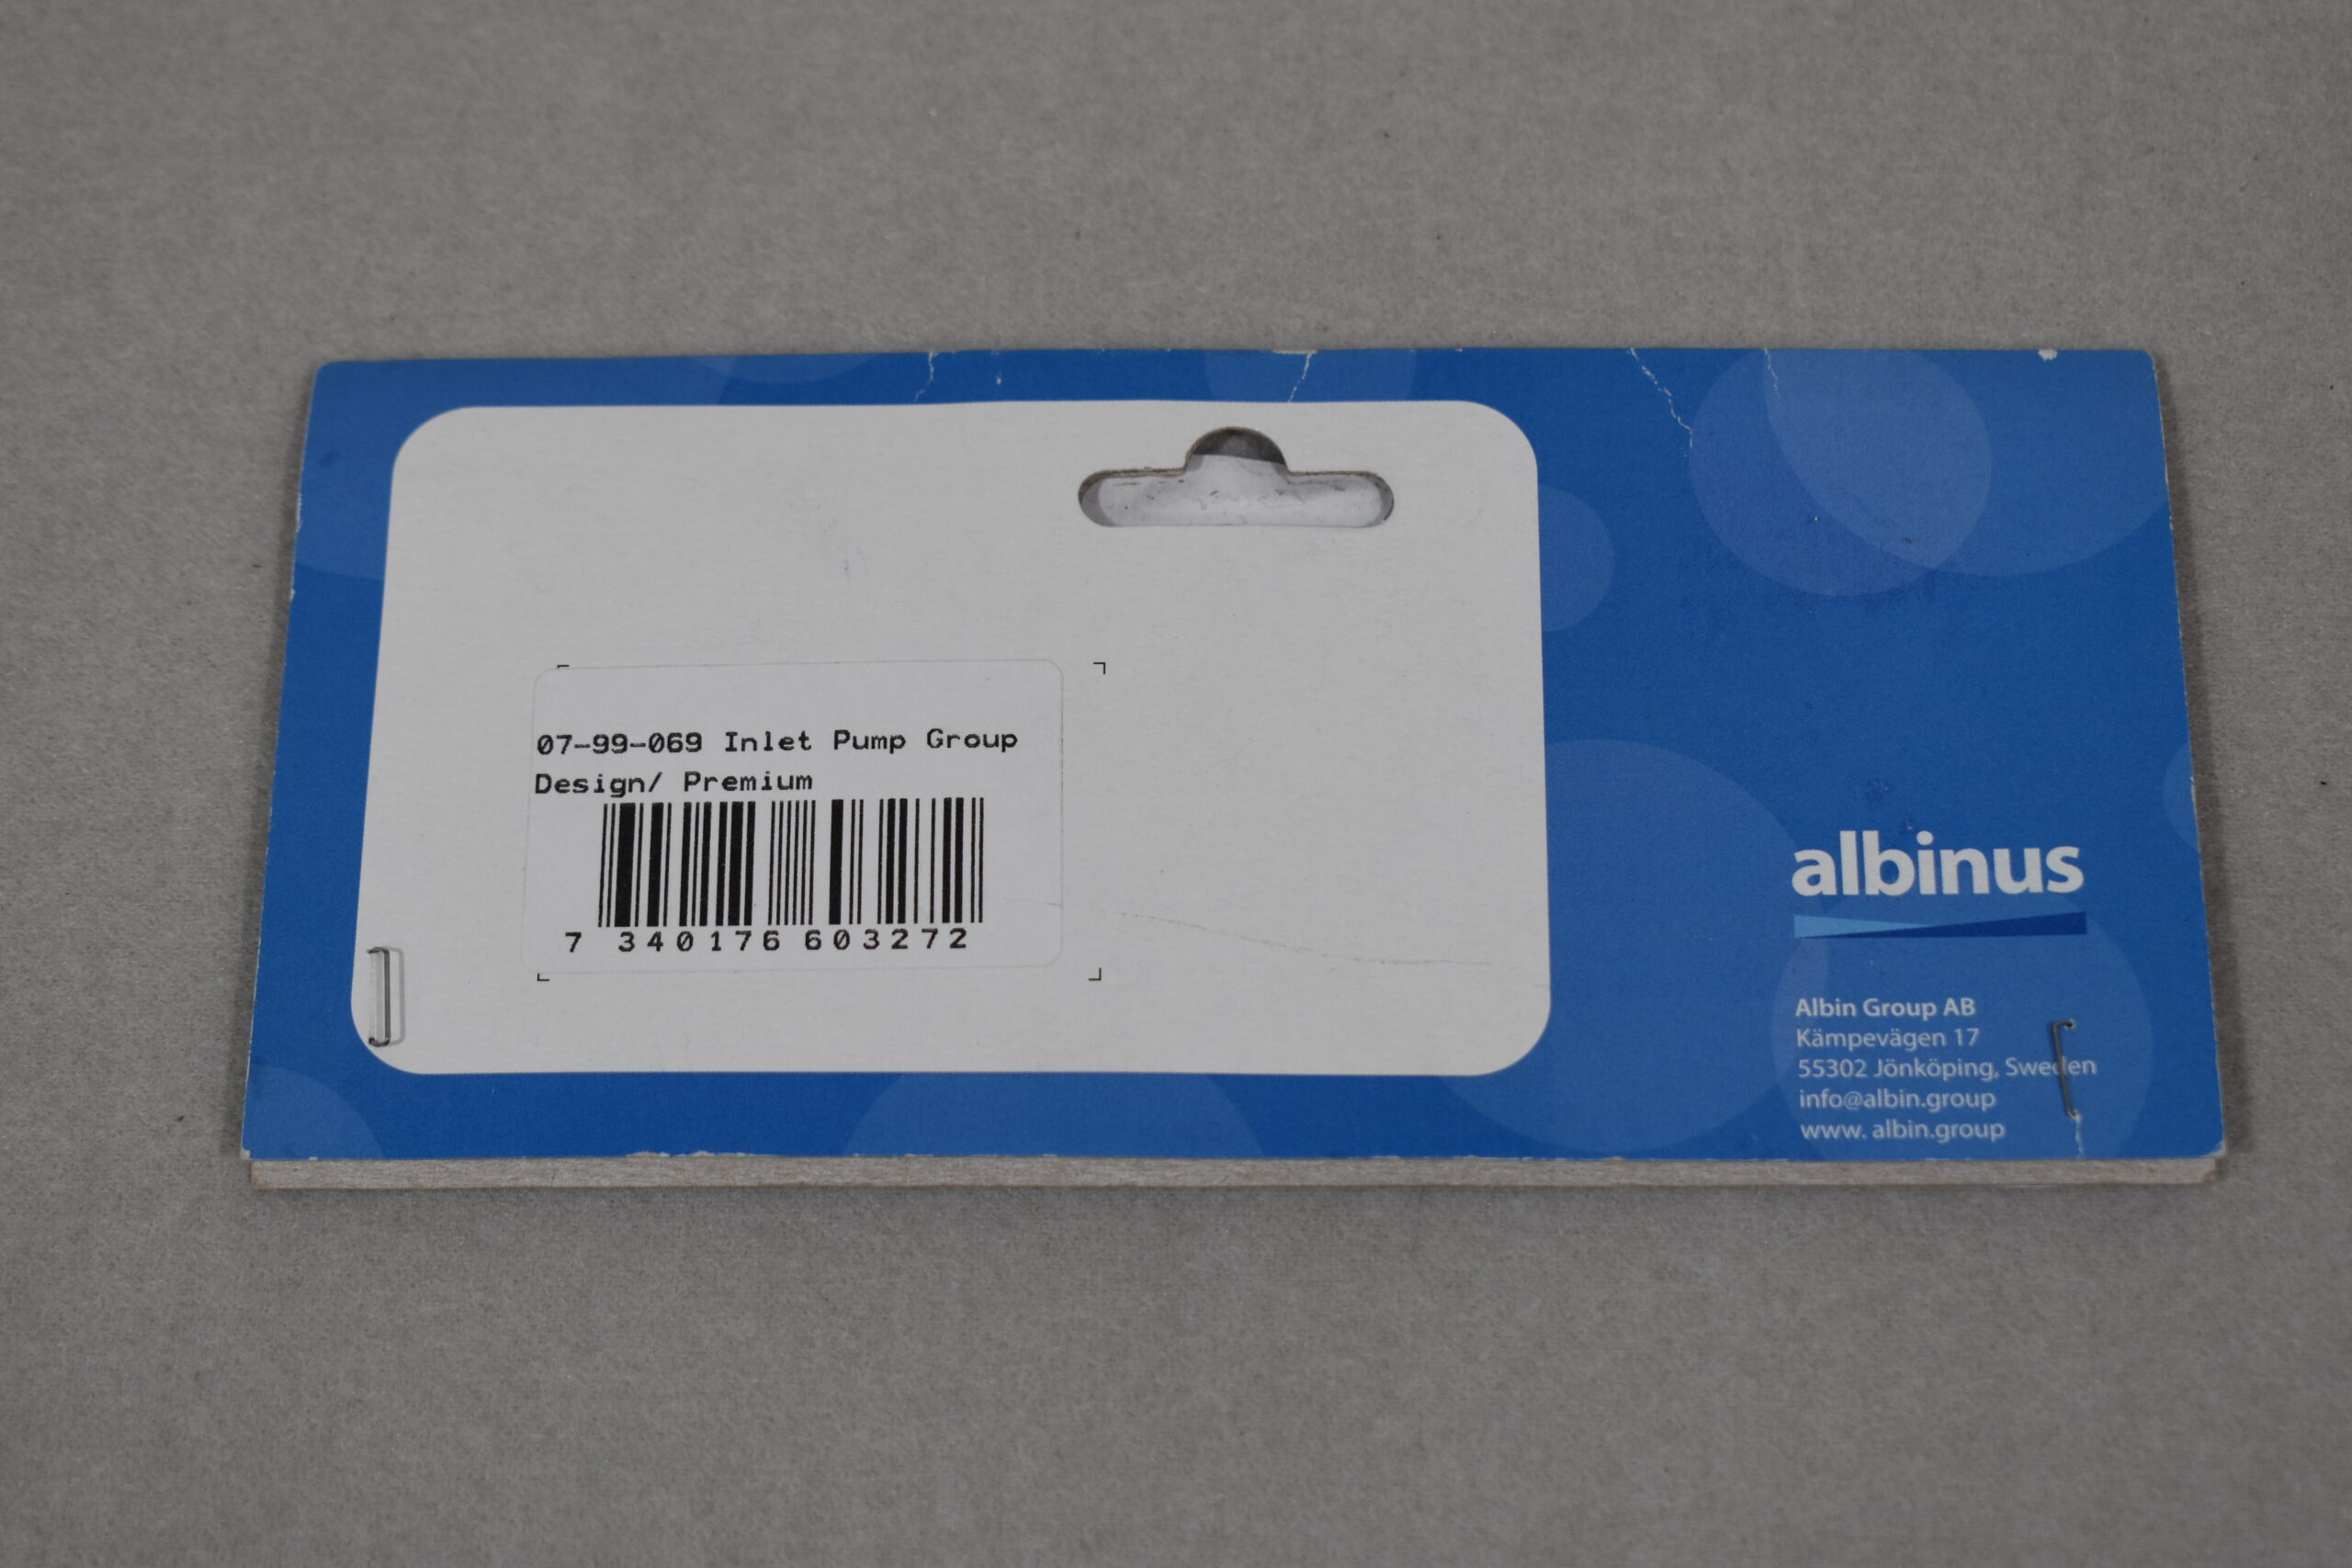 07-99-069 Inlet Pump Group
Design/ Premium
7 340176 603272
albinus
Albin Group AB
Kämpevägen 17
55302 Jönköping, Sweden
info@albin.group
www. albin.group